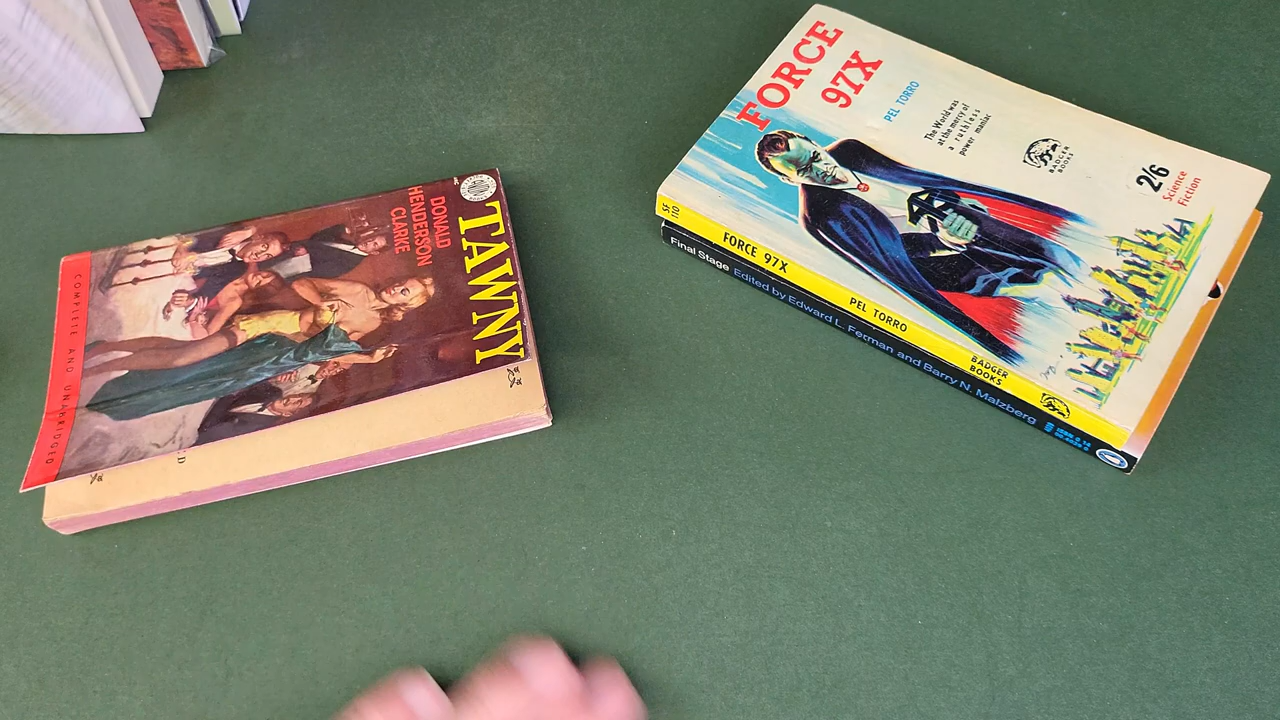 TAWNY
DONALD
HENDERSON
CLARKE
COMPLETE AND UNABRIDGED
D
FORCE
97X
PEL TORRO
The World was
at the mercy of
a ruthless
power maniac
BADGER
BOOKS
2/6
Science
Fiction
SF
110
FORCE 97X
PEL TORRO
BADGER
BOOKS
Final Stage Edited by Edward L. Ferman and Barry N. Malzberg